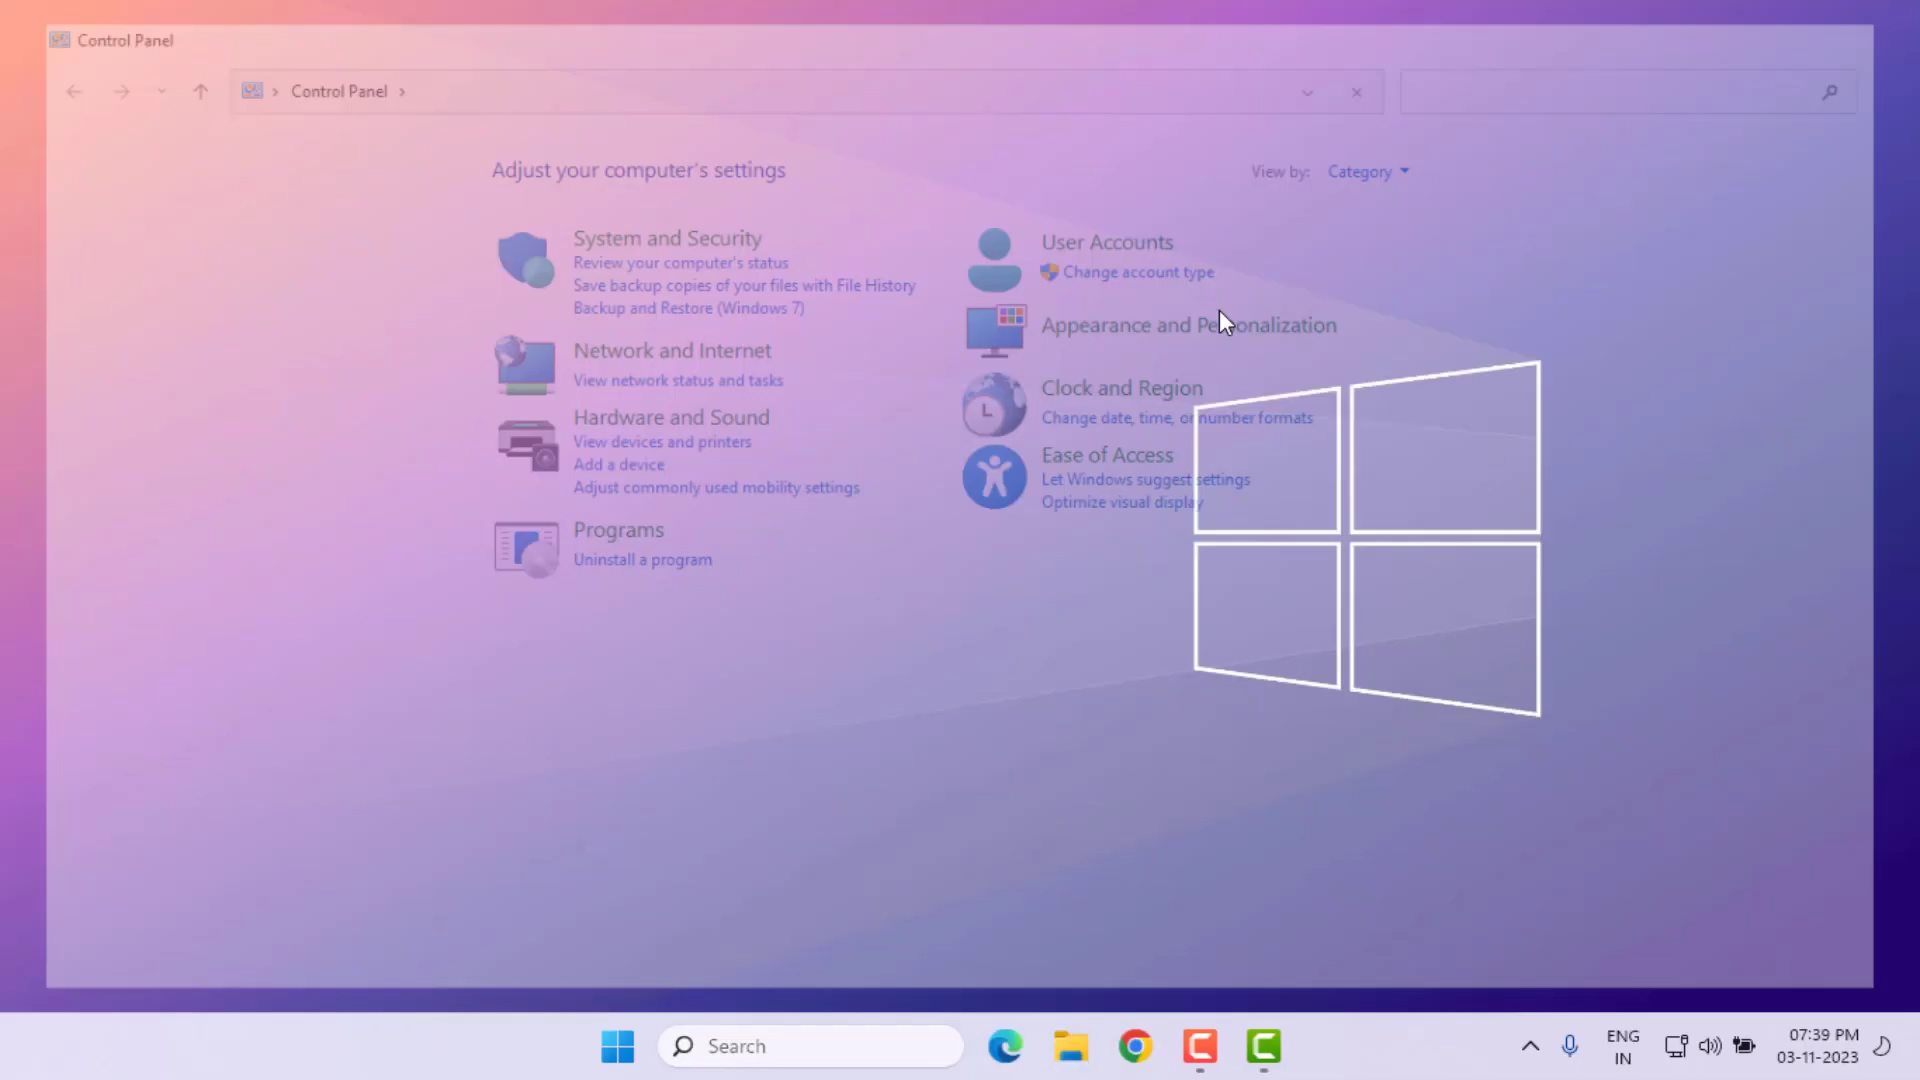 Control Panel
Control Panel
Adjust your computer's settings
View by: Category
System and Security
Review your computer's status
Save backup copies of your files with File History
Backup and Restore (Windows 7)
Network and Internet
View network status and tasks
Hardware and Sound
View devices and printers
Add a device
Adjust commonly used mobility settings
Programs
Uninstall a program
User Accounts
Change account type
Appearance and Personalization
Clock and Region
Change date, time, or number formats
Ease of Access
Let Windows suggest settings
Optimize visual display
Search
ENG
IN
07:39 PM
03-11-2023